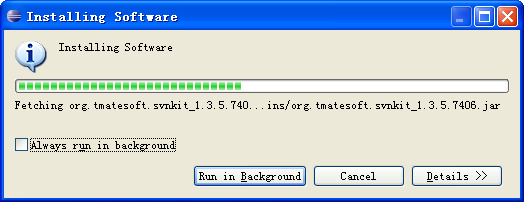 Installing Software
Installing Software
Fetching org.tmatesoft.svnkit_1.3.5.740...ins/org.tmatesoft.svnkit_1.3.5.7406.jar
Always run in background
Run in Background
Cancel
Details >>